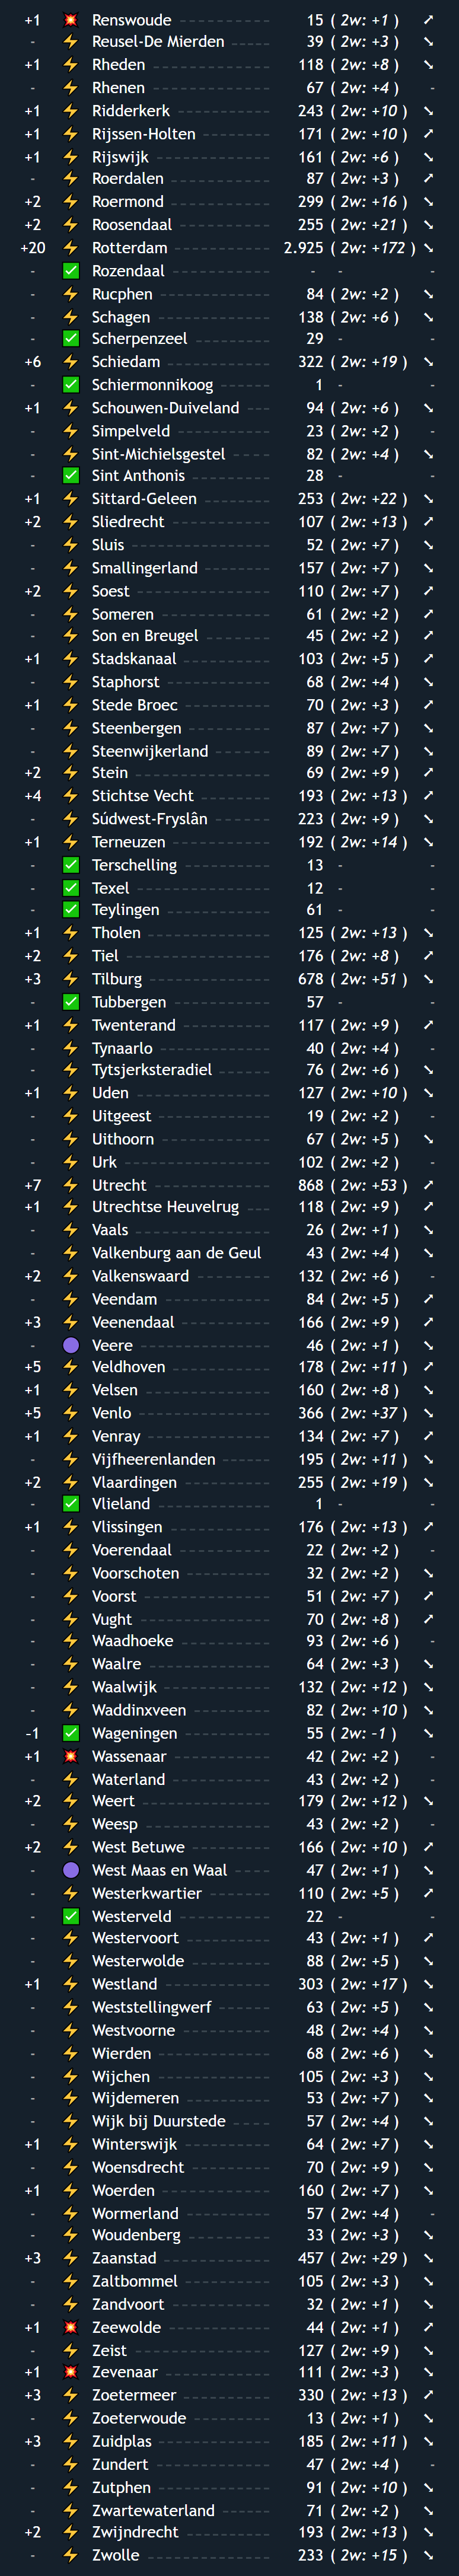 +1 💥 Renswoude 15 ( 2w: +1 ) ↗
- ⚡ Reusel-De Mierden 39 ( 2w: +3 ) ↘
+1 ⚡ Rheden 118 ( 2w: +8 ) ↘
- ⚡ Rhenen 67 ( 2w: +4 ) -
+1 ⚡ Ridderkerk 243 ( 2w: +10 ) ↘
+1 ⚡ Rijssen-Holten 171 ( 2w: +10 ) ↗
+1 ⚡ Rijswijk 161 ( 2w: +6 ) ↘
- ⚡ Roerdalen 87 ( 2w: +3 ) ↗
+2 ⚡ Roermond 299 ( 2w: +16 ) ↘
+2 ⚡ Roosendaal 255 ( 2w: +21 ) ↘
+20 ⚡ Rotterdam 2.925 ( 2w: +172 ) ↘
- ✅ Rozendaal - - -
- ⚡ Rucphen 84 ( 2w: +2 ) ↘
- ⚡ Schagen 138 ( 2w: +6 ) ↘
- ✅ Scherpenzeel 29 - -
+6 ⚡ Schiedam 322 ( 2w: +19 ) ↘
- ✅ Schiermonnikoog 1 - -
+1 ⚡ Schouwen-Duiveland 94 ( 2w: +6 ) ↘
- ⚡ Simpelveld 23 ( 2w: +2 ) -
- ⚡ Sint-Michielsgestel 82 ( 2w: +4 ) ↘
- ✅ Sint Anthonis 28 - -
+1 ⚡ Sittard-Geleen 253 ( 2w: +22 ) ↘
+2 ⚡ Sliedrecht 107 ( 2w: +13 ) ↗
- ⚡ Sluis 52 ( 2w: +7 ) ↘
- ⚡ Smallingerland 157 ( 2w: +7 ) ↘
+2 ⚡ Soest 110 ( 2w: +7 ) ↗
- ⚡ Someren 61 ( 2w: +2 ) ↗
- ⚡ Son en Breugel 45 ( 2w: +2 ) ↗
+1 ⚡ Stadskanaal 103 ( 2w: +5 ) ↗
- ⚡ Staphorst 68 ( 2w: +4 ) ↘
+1 ⚡ Stede Broec 70 ( 2w: +3 ) ↗
- ⚡ Steenbergen 87 ( 2w: +7 ) ↘
- ⚡ Steenwijkerland 89 ( 2w: +7 ) ↘
+2 ⚡ Stein 69 ( 2w: +9 ) ↗
+4 ⚡ Stichtse Vecht 193 ( 2w: +13 ) ↗
- ⚡ Súdwest-Fryslân 223 ( 2w: +9 ) ↘
+1 ⚡ Terneuzen 192 ( 2w: +14 ) ↘
- ✅ Terschelling 13 - -
- ✅ Texel 12 - -
- ✅ Teylingen 61 - -
+1 ⚡ Tholen 125 ( 2w: +13 ) ↘
+2 ⚡ Tiel 176 ( 2w: +8 ) ↗
+3 ⚡ Tilburg 678 ( 2w: +51 ) ↘
- ✅ Tubbergen 57 - -
+1 ⚡ Twenterand 117 ( 2w: +9 ) ↗
- ⚡ Tynaarlo 40 ( 2w: +4 ) -
- ⚡ Tytsjerksteradiel 76 ( 2w: +6 ) ↘
+1 ⚡ Uden 127 ( 2w: +10 ) ↘
- ⚡ Uitgeest 19 ( 2w: +2 ) -
- ⚡ Uithoorn 67 ( 2w: +5 ) ↘
- ⚡ Urk 102 ( 2w: +2 ) -
+7 ⚡ Utrecht 868 ( 2w: +53 ) ↗
+1 ⚡ Utrechtse Heuvelrug 118 ( 2w: +9 ) ↗
- ⚡ Vaals 26 ( 2w: +1 ) ↘
- ⚡ Valkenburg aan de Geul 43 ( 2w: +4 ) ↘
+2 ⚡ Valkenswaard 132 ( 2w: +6 ) -
- ⚡ Veendam 84 ( 2w: +5 ) ↗
+3 ⚡ Veenendaal 166 ( 2w: +9 ) ↗
- 🟣 Veere 46 ( 2w: +1 ) ↘
+5 ⚡ Veldhoven 178 ( 2w: +11 ) ↗
+1 ⚡ Velsen 160 ( 2w: +8 ) ↘
+5 ⚡ Venlo 366 ( 2w: +37 ) ↘
+1 ⚡ Venray 134 ( 2w: +7 ) ↗
- ⚡ Vijfheerenlanden 195 ( 2w: +11 ) ↘
+2 ⚡ Vlaardingen 255 ( 2w: +19 ) ↘
- ✅ Vlieland 1 - -
+1 ⚡ Vlissingen 176 ( 2w: +13 ) ↗
- ⚡ Voerendaal 22 ( 2w: +2 ) -
- ⚡ Voorschoten 32 ( 2w: +2 ) ↘
- ⚡ Voorst 51 ( 2w: +7 ) ↗
- ⚡ Vught 70 ( 2w: +8 ) ↗
- ⚡ Waadhoeke 93 ( 2w: +6 ) -
- ⚡ Waalre 64 ( 2w: +3 ) ↘
- ⚡ Waalwijk 132 ( 2w: +12 ) ↘
- ⚡ Waddinxveen 82 ( 2w: +10 ) ↘
-1 ✅ Wageningen 55 ( 2w: -1 ) ↘
+1 💥 Wassenaar 42 ( 2w: +2 ) -
- ⚡ Waterland 43 ( 2w: +2 ) -
+2 ⚡ Weert 179 ( 2w: +12 ) ↘
- ⚡ Weesp 43 ( 2w: +2 ) -
+2 ⚡ West Betuwe 166 ( 2w: +10 ) ↗
- 🟣 West Maas en Waal 47 ( 2w: +1 ) ↘
- ⚡ Westerkwartier 110 ( 2w: +5 ) ↗
- ✅ Westerveld 22 - -
- ⚡ Westervoort 43 ( 2w: +1 ) ↗
- ⚡ Westerwolde 88 ( 2w: +5 ) ↘
+1 ⚡ Westland 303 ( 2w: +17 ) ↘
- ⚡ Weststellingwerf 63 ( 2w: +5 ) ↘
- ⚡ Westvoorne 48 ( 2w: +4 ) ↘
- ⚡ Wierden 68 ( 2w: +6 ) ↘
- ⚡ Wijchen 105 ( 2w: +3 ) ↘
- ⚡ Wijdemeren 53 ( 2w: +7 ) ↘
- ⚡ Wijk bij Duurstede 57 ( 2w: +4 ) ↘
+1 ⚡ Winterswijk 64 ( 2w: +7 ) ↘
- ⚡ Woensdrecht 70 ( 2w: +9 ) ↘
+1 ⚡ Woerden 160 ( 2w: +7 ) ↘
- ⚡ Wormerland 57 ( 2w: +4 ) -
- ⚡ Woudenberg 33 ( 2w: +3 ) ↘
+3 ⚡ Zaanstad 457 ( 2w: +29 ) ↘
- ⚡ Zaltbommel 105 ( 2w: +3 ) ↘
- ⚡ Zandvoort 32 ( 2w: +1 ) ↘
+1 💥 Zeewolde 44 ( 2w: +1 ) ↗
- ⚡ Zeist 127 ( 2w: +9 ) ↘
+1 💥 Zevenaar 111 ( 2w: +3 ) ↘
+3 ⚡ Zoetermeer 330 ( 2w: +13 ) ↗
- ⚡ Zoeterwoude 13 ( 2w: +1 ) ↘
+3 ⚡ Zuidplas 185 ( 2w: +11 ) ↘
- ⚡ Zundert 47 ( 2w: +4 ) -
- ⚡ Zutphen 91 ( 2w: +10 ) ↘
- ⚡ Zwartewaterland 71 ( 2w: +2 ) ↘
+2 ⚡ Zwijndrecht 193 ( 2w: +13 ) ↘
- ⚡ Zwolle 233 ( 2w: +15 ) ↘